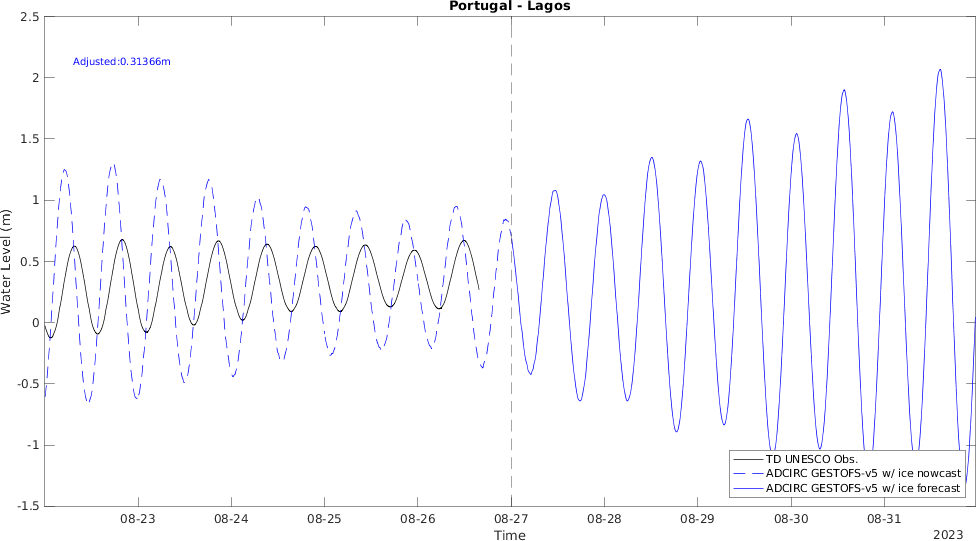 Portugal - Lagos
2.5
Adjusted:0.31366m
2
1.5
1
0.5
0
-0.5
-1
-1.5
Water Level (m)
TD UNESCO Obs.
ADCIRC GESTOFS-v5 w/ ice nowcast
ADCIRC GESTOFS-v5 w/ ice forecast
08-23 08-24 08-25 08-26 08-27 08-28 08-29 08-30 08-31
Time
2023